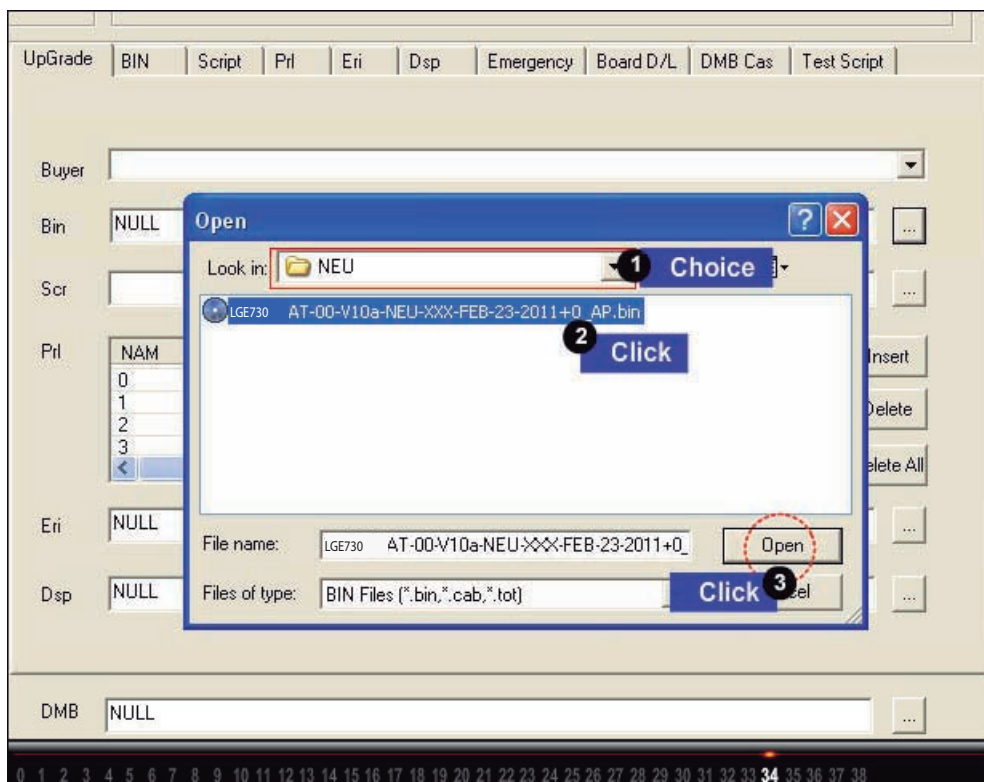 UpGrade BIN Script Prl Eri Dsp Emergency Board D/L DMB Cas Test Script
Buyer
Bin NULL ...
Open
Look in: NEU 1 Choice
Scr ...
LGE730 AT-00-V10a-NEU-XXX-FEB-23-2011+0_AP.bin
2 Click
Prl NAM
0
1
2
3
Insert
Delete
elete All
Eri NULL ...
File name: LGE730 AT-00-V10a-NEU-XXX-FEB-23-2011+0_ Open
Dsp NULL ...
Files of type: BIN Files (*.bin,*.cab,*.tot) Click 3 cel
DMB NULL ...
0 1 2 3 4 5 6 7 8 9 10 11 12 13 14 15 16 17 18 19 20 21 22 23 24 25 26 27 28 29 30 31 32 33 34 35 36 37 38